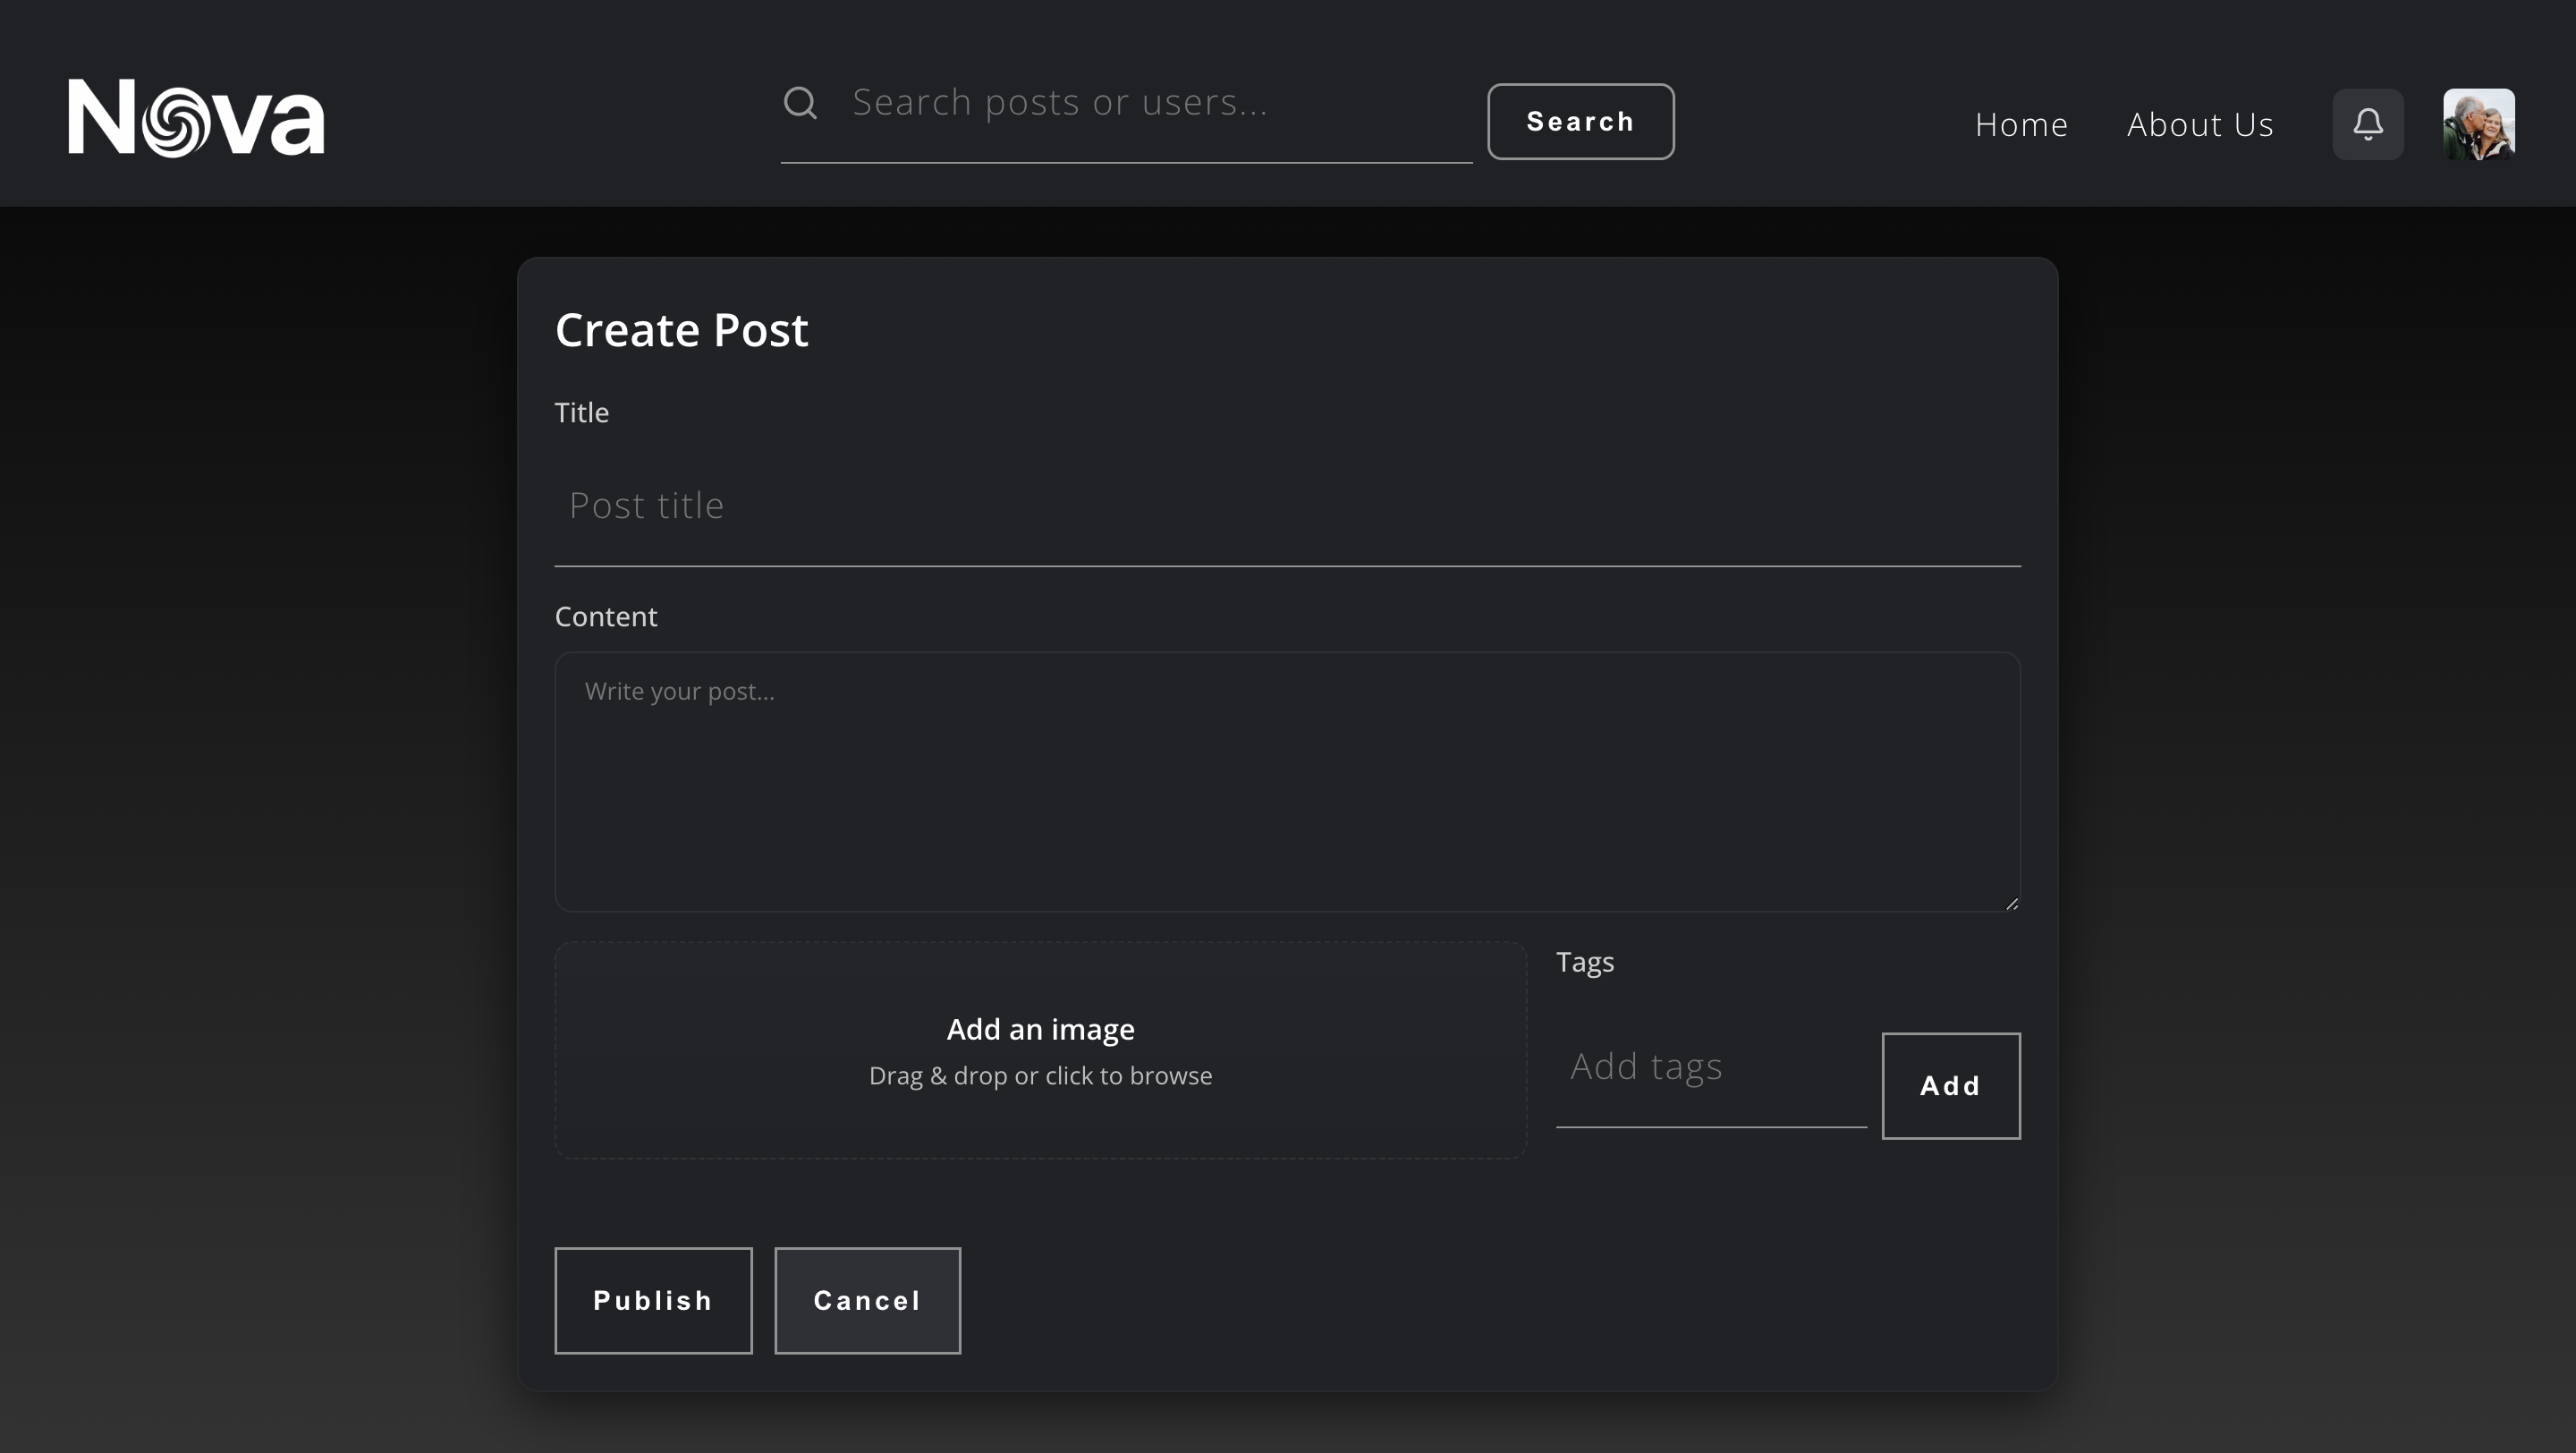 Nova
Search posts or users...
Search
Home
About Us
Create Post
Title
Post title
Content
Write your post...
Add an image
Drag & drop or click to browse
Tags
Add tags
Add
Publish
Cancel